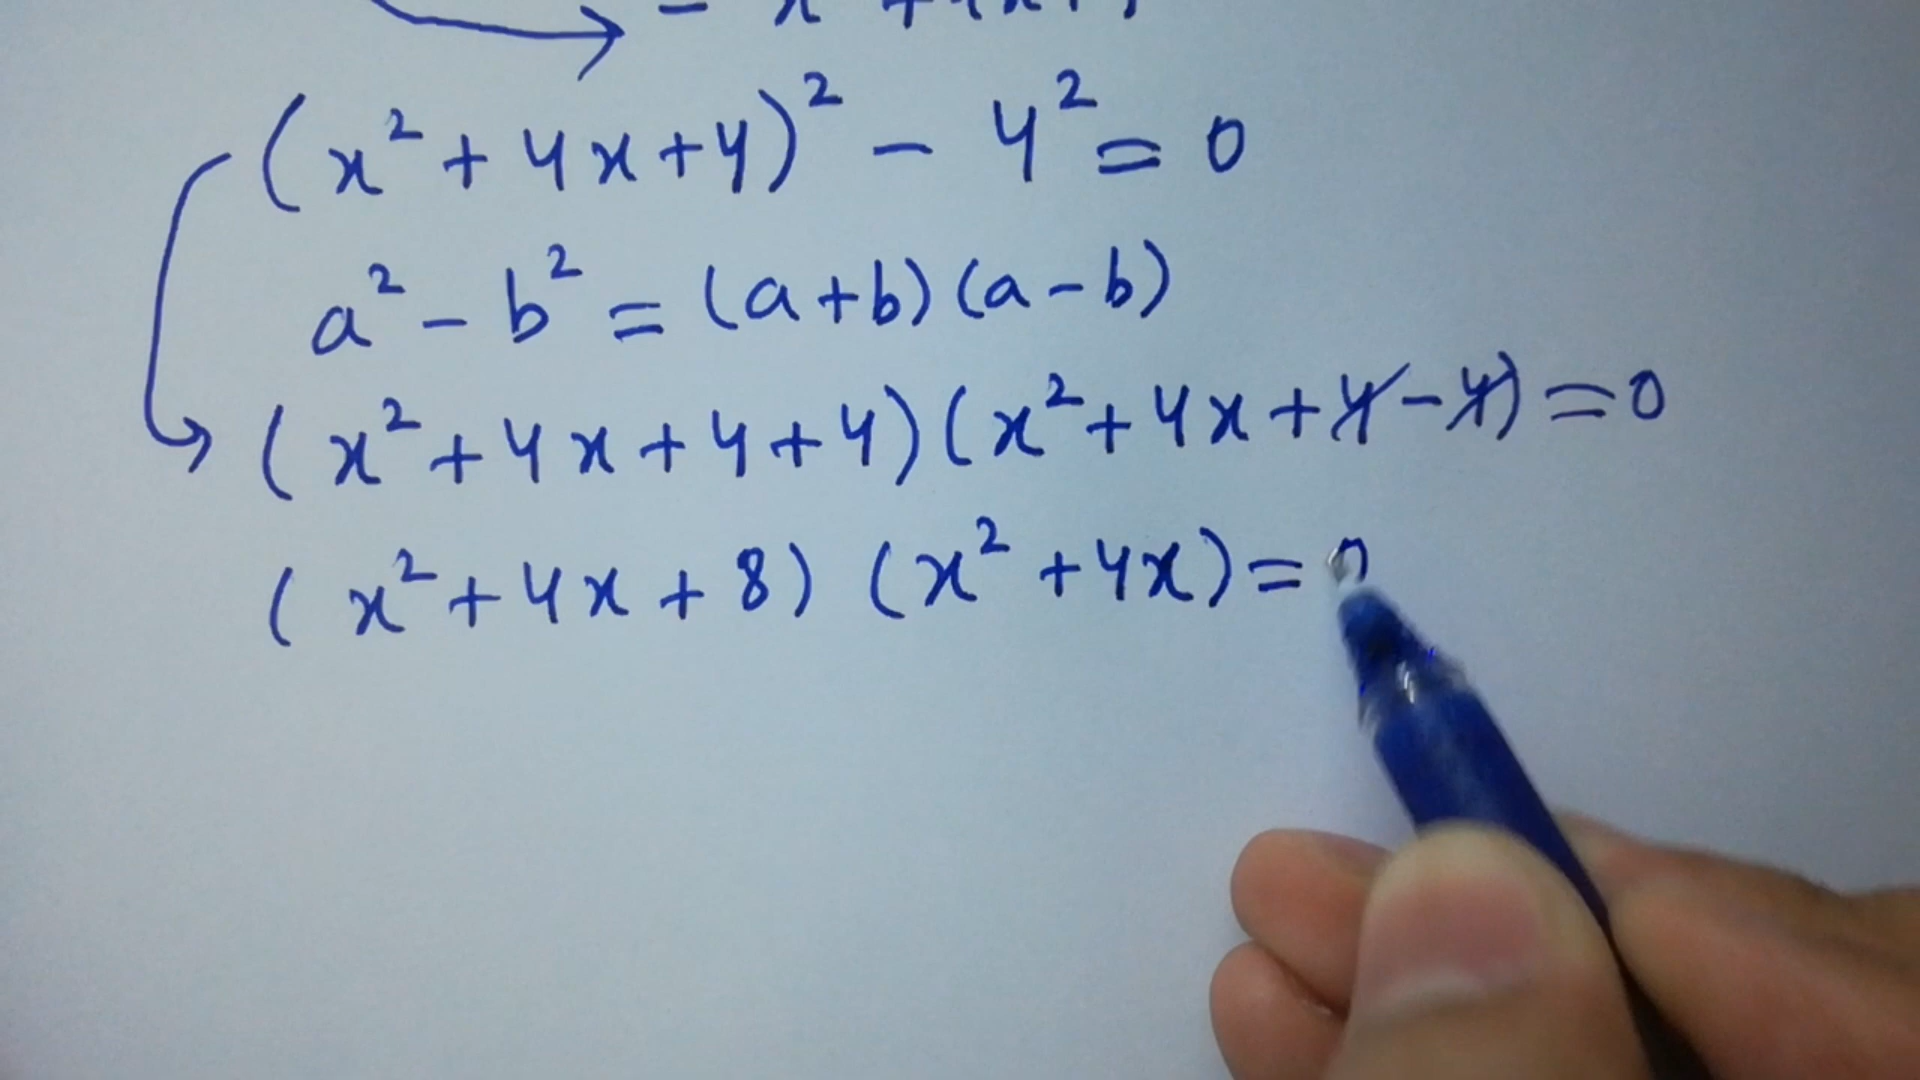 (x² + 4x + 4)² - 4² = 0
a² - b² = (a + b) (a - b)
(x² + 4x + 4 + 4) (x² + 4x + 4 - 4) = 0
(x² + 4x + 8) (x² + 4x) = 0